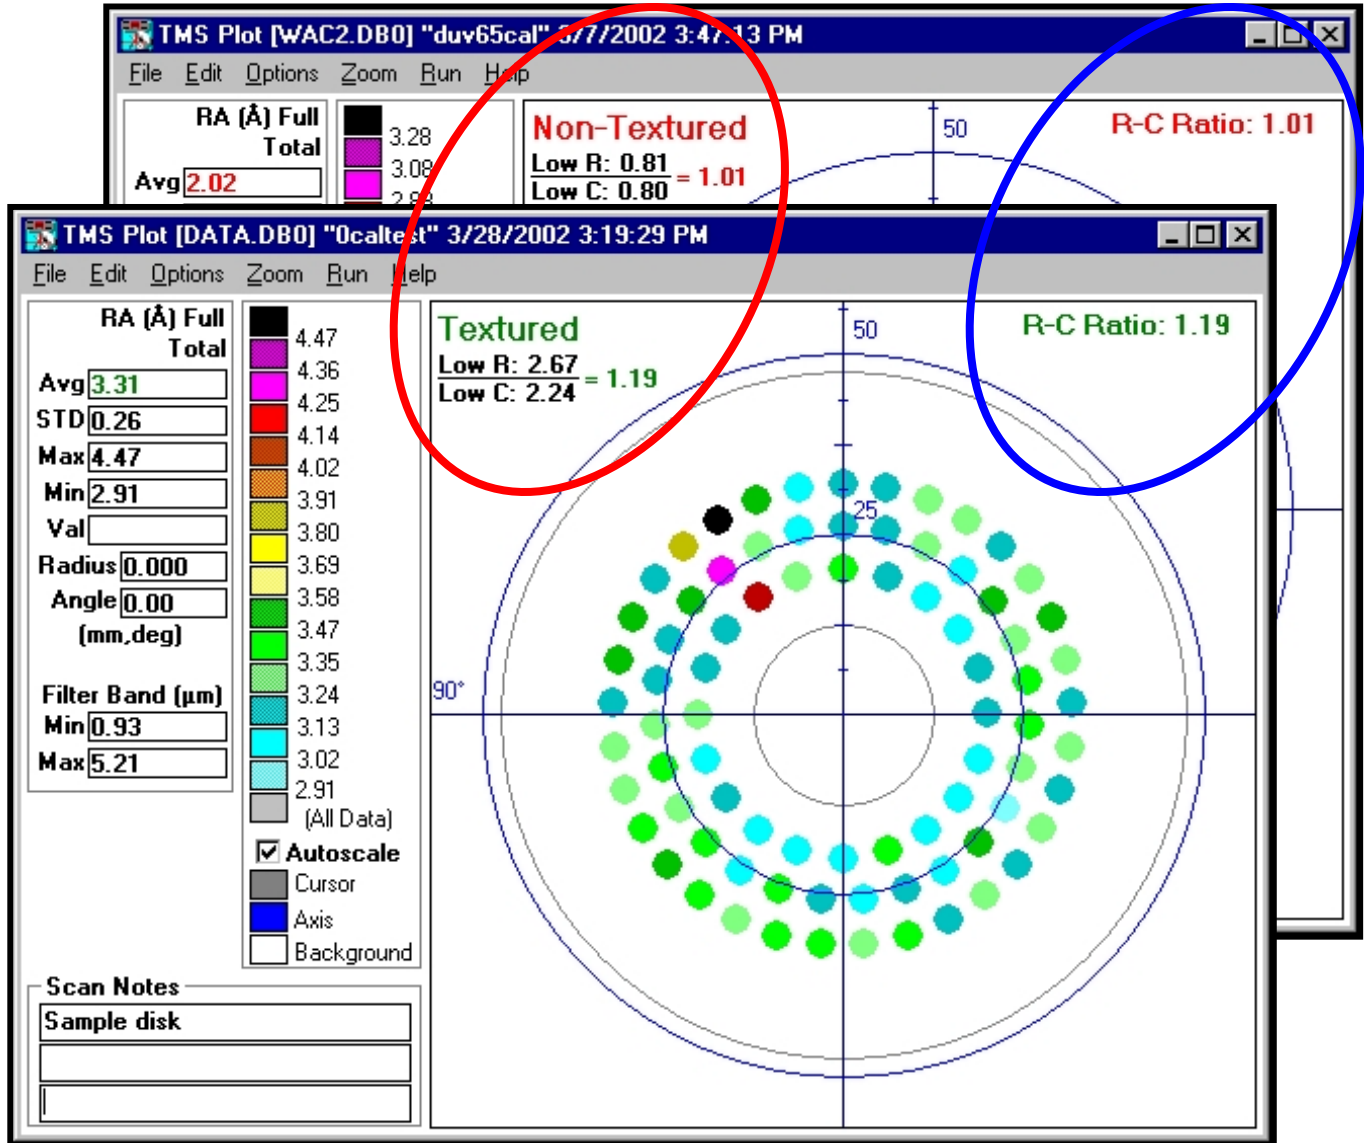 TMS Plot [WAC2.DB0] "duv65cal" 3/7/2002 3:47:13 PM
File Edit Options Zoom Run Help
RA (Å) Full
Total
Avg 2.02
3.28
3.08
2.88
Non-Textured
Low R: 0.81
Low C: 0.80
= 1.01
50
R-C Ratio: 1.01
TMS Plot [DATA.DB0] "0caltest" 3/28/2002 3:19:29 PM
File Edit Options Zoom Run Help
RA (Å) Full
Total
Avg 3.31
STD 0.26
Max 4.47
Min 2.91
Val
Radius 0.000
Angle 0.00
(mm,deg)
Filter Band (µm)
Min 0.93
Max 5.21
4.47
4.36
4.25
4.14
4.02
3.91
3.80
3.69
3.58
3.47
3.35
3.24
3.13
3.02
2.91
(All Data)
Autoscale
Cursor
Axis
Background
Textured
Low R: 2.67
Low C: 2.24
= 1.19
50
R-C Ratio: 1.19
25
90°
Scan Notes
Sample disk